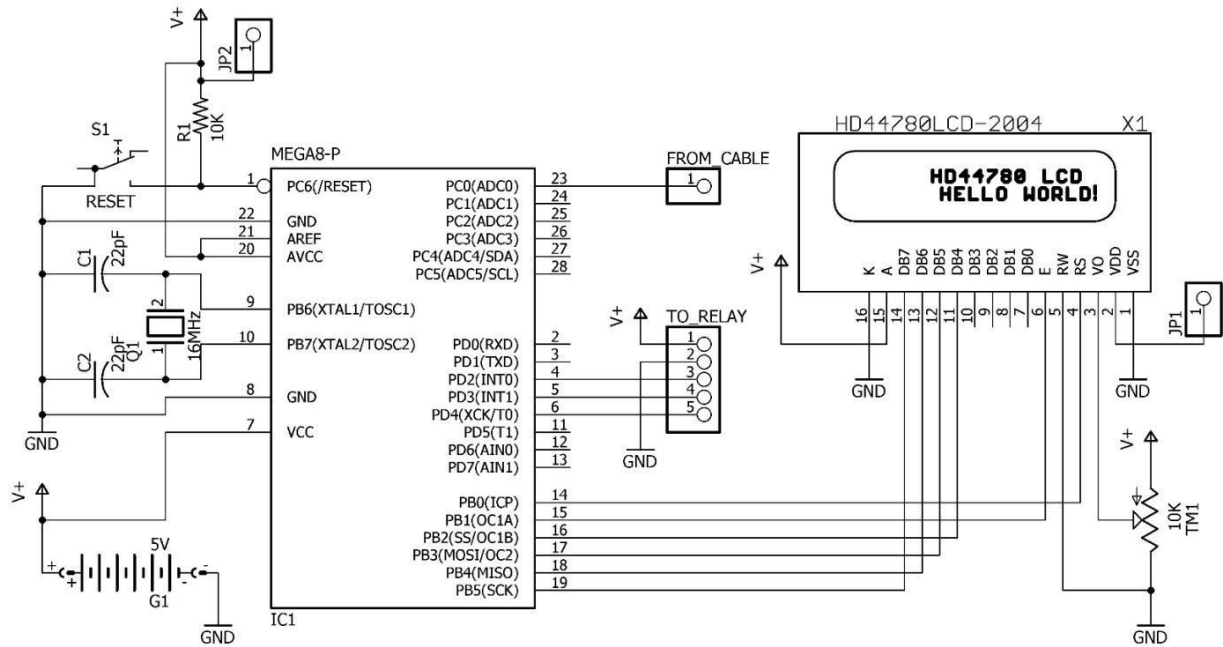 V+
JP2
1
R1
10K
S1
RESET
MEGA8-P
1 PC6(/RESET)
22 GND
21 AREF
20 AVCC
C1
22pF
9 PB6(XTAL1/TOSC1)
2
1
Q1
16MHz
10 PB7(XTAL2/TOSC2)
C2
22pF
8 GND
7 VCC
GND
V+
5V
+ + - -
G1
GND
IC1
PC0(ADC0) 23
PC1(ADC1) 24
PC2(ADC2) 25
PC3(ADC3) 26
PC4(ADC4/SDA) 27
PC5(ADC5/SCL) 28
PD0(RXD) 2
PD1(TXD) 3
PD2(INT0) 4
PD3(INT1) 5
PD4(XCK/T0) 6
PD5(T1) 11
PD6(AIN0) 12
PD7(AIN1) 13
PB0(ICP) 14
PB1(OC1A) 15
PB2(SS/OC1B) 16
PB3(MOSI/OC2) 17
PB4(MISO) 18
PB5(SCK) 19
FROM_CABLE
1
V+
TO_RELAY
1
2
3
4
5
GND
HD44780LCD-2004 X1
HD44780 LCD
HELLO WORLD!
K A DB7 DB6 DB5 DB4 DB3 DB2 DB1 DB0 E RW RS VO VDD VSS
16 15 14 13 12 11 10 9 8 7 6 5 4 3 2 1
V+
GND
GND
JP1
1
V+
10K
TM1
GND